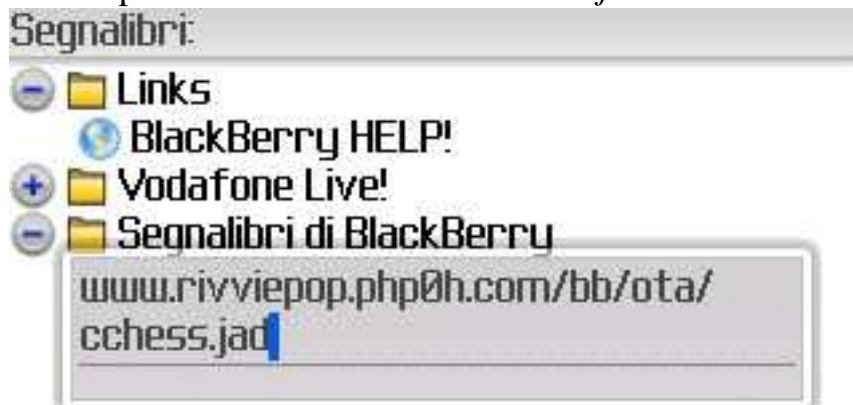 Segnalibri:
Links
BlackBerry HELP!
Vodafone Live!
Segnalibri di BlackBerry
www.rivviepop.php0h.com/bb/ota/
cchess.jad